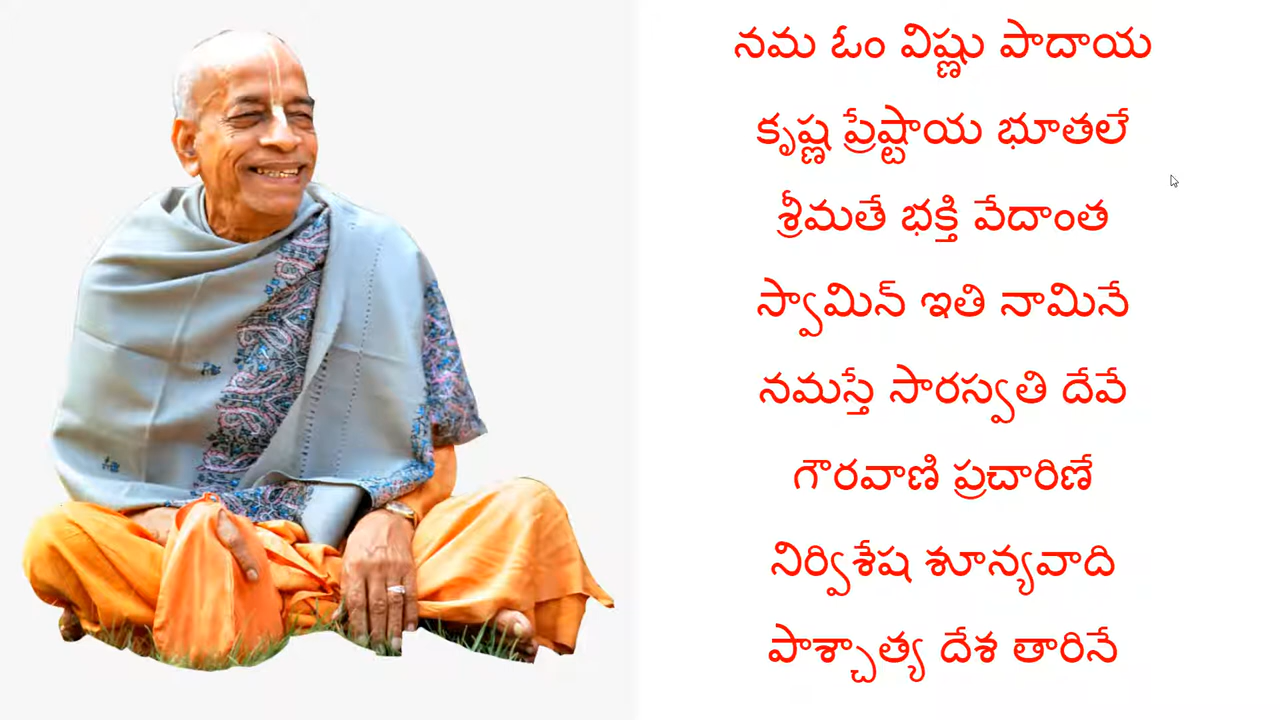 నమ ఓం విష్ణు పాదాయ
కృష్ణ ప్రేష్టాయ భూతలే
శ్రీమతే భక్తి వేదాంత
స్వామిన్ ఇతి నామినే
నమస్తే సారస్వతి దేవే
గౌరవాణి ప్రచారిణే
నిర్విశేష శూన్యవాది
పాశ్చాత్య దేశ తారినే